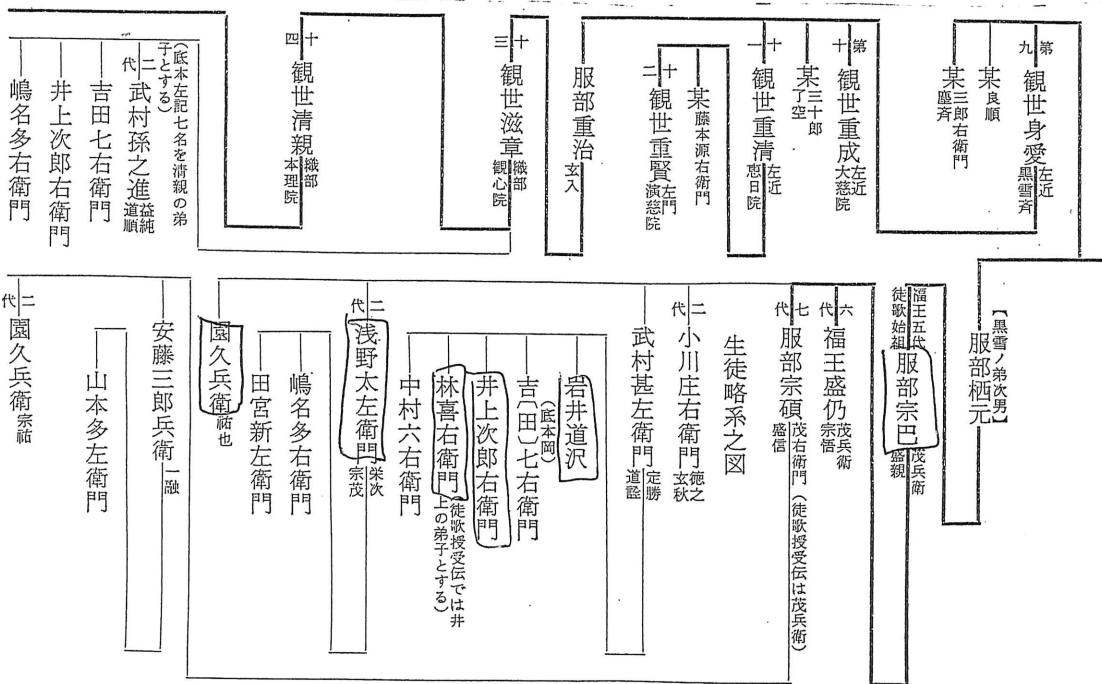 第九 観世身愛 左近 黒雪斉
某 良順
某 三郎右衛門 塵斉
第十 観世重成 左近 大慈院
某 三十郎 了空
十一 観世重清 左近 恵日院
某 藤本源右衛門
十二 観世重賢 左門 演慈院
服部重治 玄入
十三 観世滋章 織部 観心院
十四 観世清親 織部 本理院
(底本左記七名を清親の弟子とする)
二代 武村孫之進 益純 道順
吉田七右衛門
井上次郎右衛門
嶋名多右衛門
【黒雪ノ弟次男】
服部栖元
福王五代 徒歌始祖 服部宗巴 茂兵衛 盛親
六代 福王盛仍 茂兵衛 宗悟
七代 服部宗碩 茂右衛門 盛信 (徒歌授受伝は茂兵衛)
生徒略系之図
二代 小川庄右衛門 徳之 玄秋
武村甚左衛門 定勝 道詮
岩井道沢
吉〔田〕七右衛門 (底本岡)
井上次郎右衛門
林喜右衛門 (徒歌授受伝では井上の弟子とする)
中村六右衛門
二代 浅野太左衛門 栄次 宗茂
嶋名多右衛門
田宮新左衛門
園久兵衛 祐也
安藤三郎兵衛 一融
山本多左衛門
二代 園久兵衛 宗祐